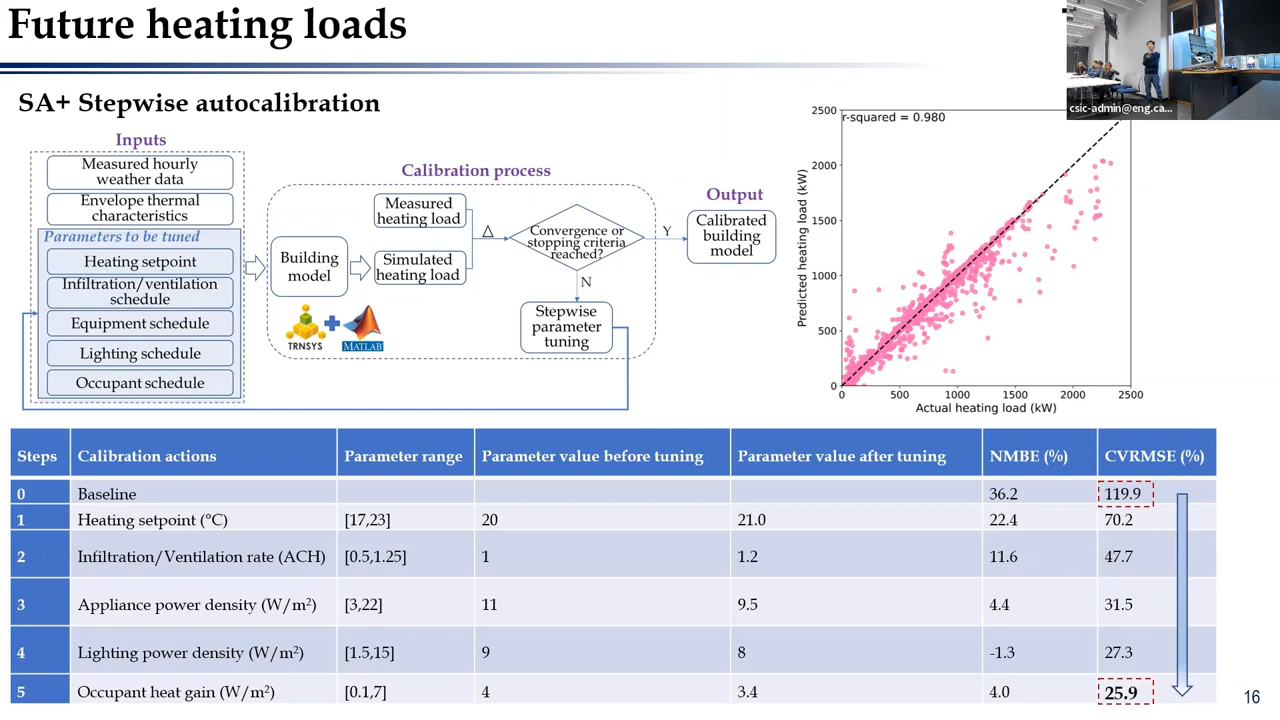 Future heating loads
csic-admin@eng.ca...
SA+ Stepwise autocalibration
Inputs
Measured hourly
weather data
Envelope thermal
characteristics
Parameters to be tuned
Heating setpoint
Infiltration/ventilation
schedule
Equipment schedule
Lighting schedule
Occupant schedule
Calibration process
Building
model
TRNSYS
MATLAB
Measured
heating load
Simulated
heating load
Δ
Convergence or
stopping criteria
reached?
Y
N
Stepwise
parameter
tuning
Output
Calibrated
building
model
r-squared = 0.980
Predicted heating load (kW)
2500
2000
1500
1000
500
0
0 500 1000 1500 2000 2500
Actual heating load (kW)
Steps Calibration actions Parameter range Parameter value before tuning Parameter value after tuning NMBE (%) CVRMSE (%)
0 Baseline 36.2 119.9
1 Heating setpoint (°C) [17,23] 20 21.0 22.4 70.2
2 Infiltration/Ventilation rate (ACH) [0.5,1.25] 1 1.2 11.6 47.7
3 Appliance power density (W/m²) [3,22] 11 9.5 4.4 31.5
4 Lighting power density (W/m²) [1.5,15] 9 8 -1.3 27.3
5 Occupant heat gain (W/m²) [0.1,7] 4 3.4 4.0 25.9
16